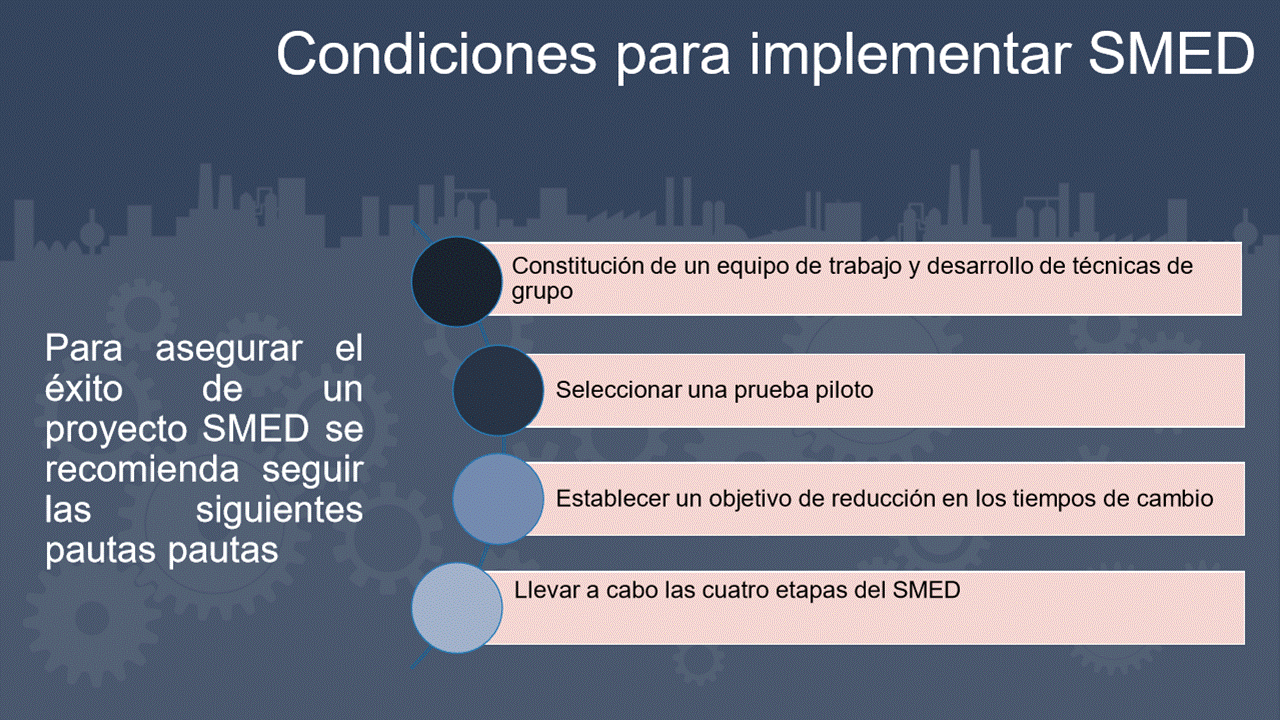 Condiciones para implementar SMED
Para asegurar el
éxito de un
proyecto SMED se
recomienda seguir
las siguientes
pautas pautas
Constitución de un equipo de trabajo y desarrollo de técnicas de
grupo
Seleccionar una prueba piloto
Establecer un objetivo de reducción en los tiempos de cambio
Llevar a cabo las cuatro etapas del SMED